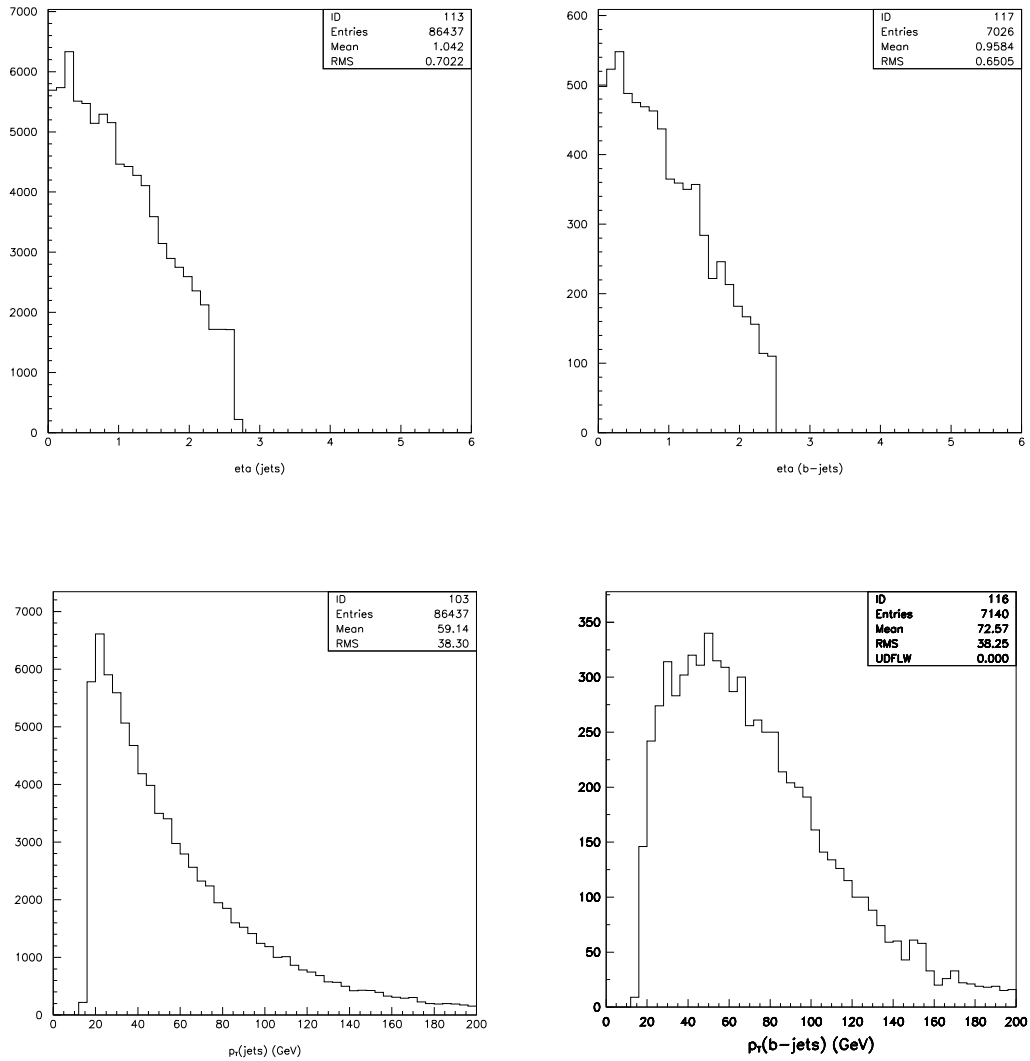 ID 113
Entries 86437
Mean 1.042
RMS 0.7022
7000
6000
5000
4000
3000
2000
1000
0
0 1 2 3 4 5 6
eta (jets)
ID 117
Entries 7026
Mean 0.9584
RMS 0.6505
600
500
400
300
200
100
0
0 1 2 3 4 5 6
eta (b-jets)
ID 103
Entries 86437
Mean 59.14
RMS 38.30
7000
6000
5000
4000
3000
2000
1000
0
0 20 40 60 80 100 120 140 160 180 200
pT(jets) (GeV)
ID 116
Entries 7140
Mean 72.57
RMS 38.25
UDFLW 0.000
350
300
250
200
150
100
50
0
0 20 40 60 80 100 120 140 160 180 200
pT(b-jets) (GeV)